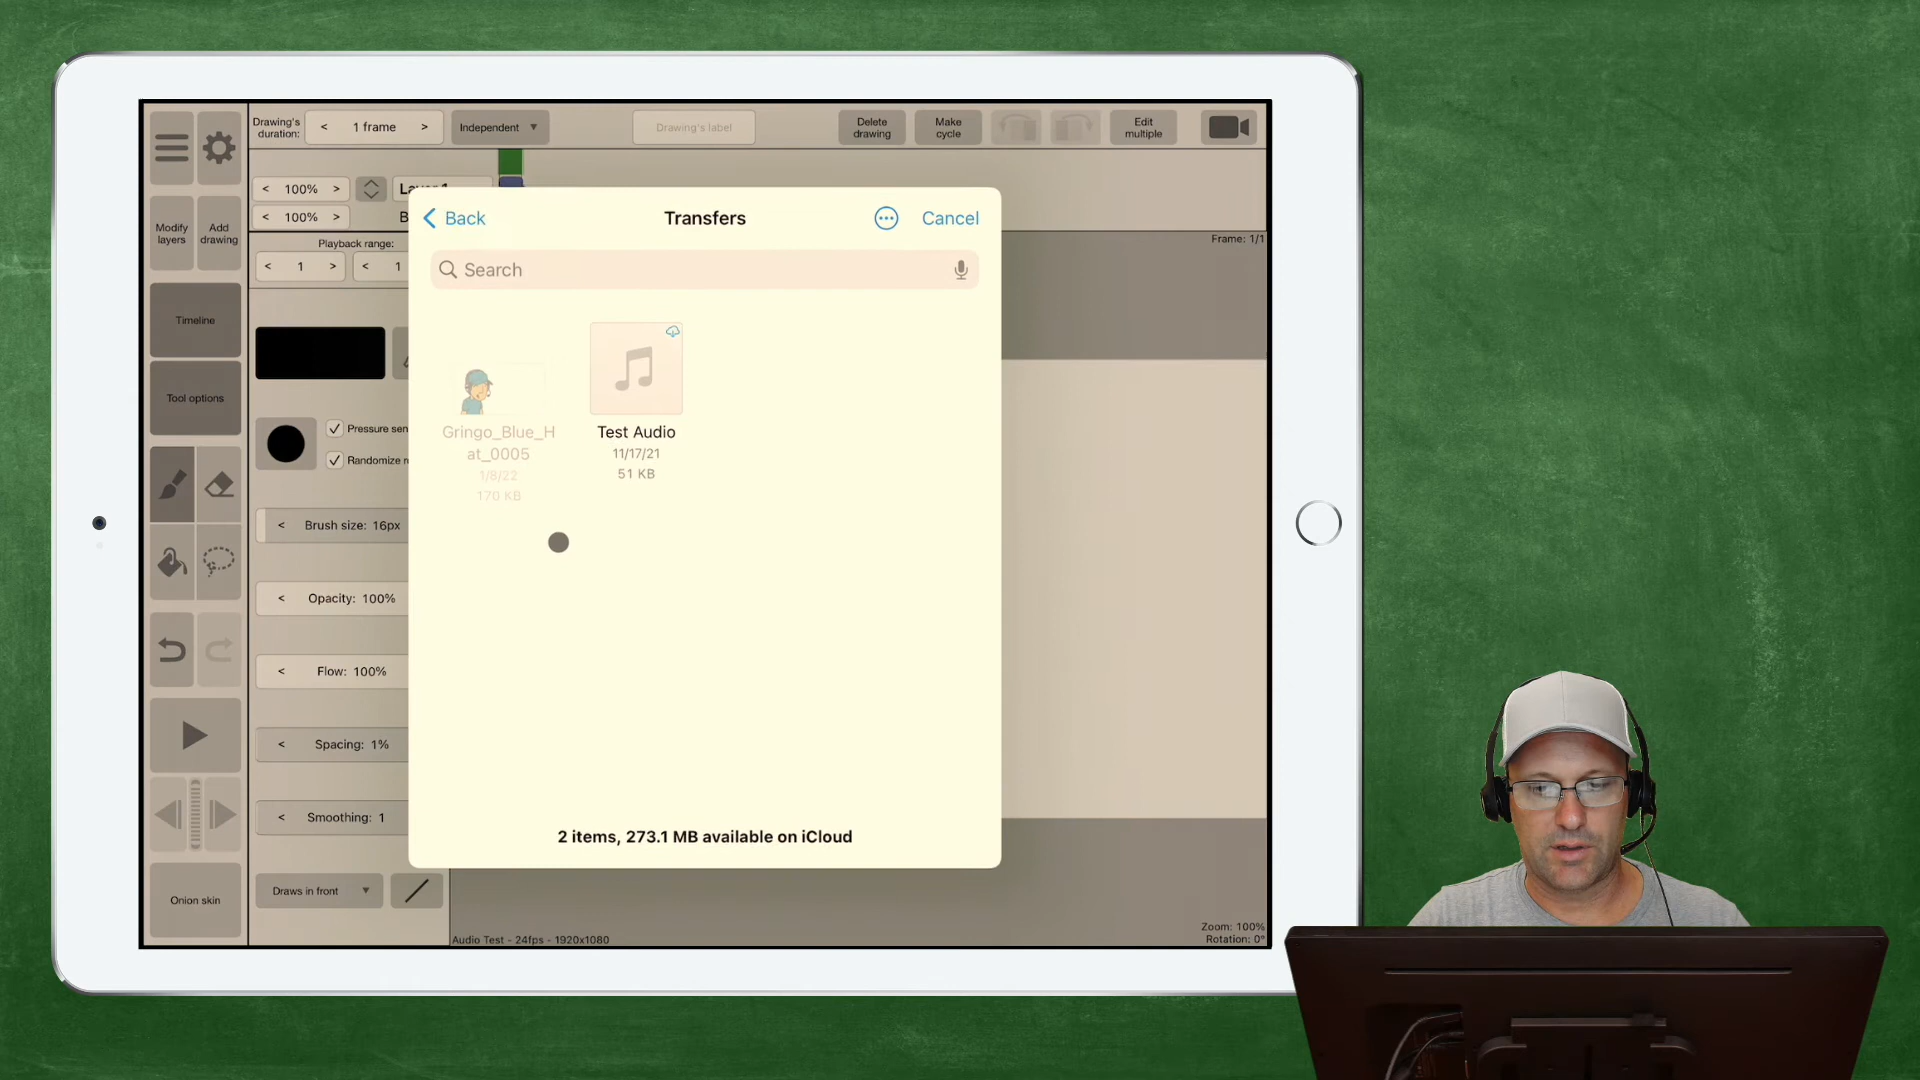 Drawing's
duration:
< 1 frame >
Independent
Drawing's label
Delete
drawing
Make
cycle
Edit
multiple
< 100% >
< 100% >
Modify
layers
Add
drawing
Playback range:
< 1 >
< 1
Frame: 1/1
Back
Transfers
Cancel
Search
Timeline
Tool options
Pressure sen
Randomize r
Gringo_Blue_H
at_0005
1/8/22
170 KB
Test Audio
11/17/21
51 KB
< Brush size: 16px
< Opacity: 100%
< Flow: 100%
< Spacing: 1%
< Smoothing: 1
2 items, 273.1 MB available on iCloud
Draws in front
Onion skin
Audio Test - 24fps - 1920x1080
Zoom: 100%
Rotation: 0°